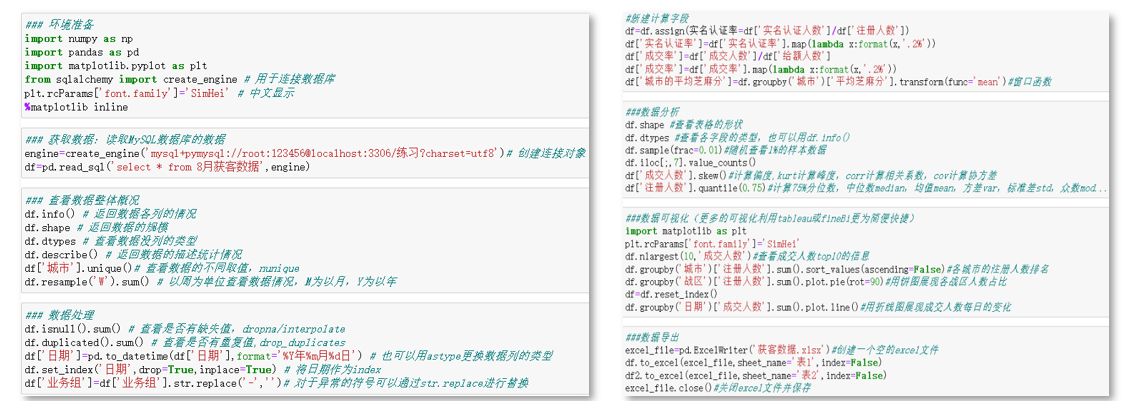 ### 环境准备
import numpy as np
import pandas as pd
import matplotlib.pyplot as plt
from sqlalchemy import create_engine # 用于连接数据库
plt.rcParams['font.family']='SimHei' # 中文显示
%matplotlib inline
### 获取数据：读取MySQL数据库的数据
engine=create_engine('mysql+pymysql://root:123456@localhost:3306/练习?charset=utf8')# 创建连接对象
df=pd.read_sql('select * from 8月获客数据',engine)
### 查看数据整体概况
df.info() # 返回数据各列的情况
df.shape # 返回数据的规模
df.dtypes # 查看数据没列的类型
df.describe() # 返回数据的描述统计情况
df['城市'].unique()# 查看数据的不同取值，nunique
df.resample('W').sum() # 以周为单位查看数据情况，M为以月，Y为以年
### 数据处理
df.isnull().sum() # 查看是否有缺失值，dropna/interpolate
df.duplicated().sum() # 查看是否有重复值,drop_duplicates
df['日期']=pd.to_datetime(df['日期'],format='%Y年%m月%d日') # 也可以用astype更换数据列的类型
df.set_index('日期',drop=True,inplace=True) # 将日期作为index
df['业务组']=df['业务组'].str.replace('-','')# 对于异常的符号可以通过str.replace进行替换
#新建计算字段
df=df.assign(实名认证率=df['实名认证人数']/df['注册人数'])
df['实名认证率']=df['实名认证率'].map(lambda x:format(x,'.2%'))
df['成交率']=df['成交人数']/df['给额人数']
df['成交率']=df['成交率'].map(lambda x:format(x,'.2%'))
df['城市的平均芝麻分']=df.groupby('城市')['平均芝麻分'].transform(func='mean')#窗口函数
###数据分析
df.shape #查看表格的形状
df.dtypes #查看各字段的类型，也可以用df.info()
df.sample(frac=0.01)#随机查看1%的样本数据
df.iloc[:,7].value_counts()
df['成交人数'].skew()#计算偏度,kurt计算峰度，corr计算相关系数，cov计算协方差
df['注册人数'].quantile(0.75)#计算75%分位数，中位数median，均值mean，方差var，标准差std，众数mod...
###数据可视化（更多的可视化利用tableau或fineBi更为简便快捷）
import matplotlib as plt
plt.rcParams['font.family']='SimHei'
df.nlargest(10,'成交人数')#查看成交人数top10的信息
df.groupby('城市')['注册人数'].sum().sort_values(ascending=False)#各城市的注册人数排名
df.groupby('战区')['注册人数'].sum().plot.pie(rot=90)#用饼图展现各战区人数占比
df=df.reset_index()
df.groupby('日期')['成交人数'].sum().plot.line()#用折线图展现成交人数每日的变化
###数据导出
excel_file=pd.ExcelWriter('获客数据.xlsx')#创建一个空的excel文件
df.to_excel(excel_file,sheet_name='表1',index=False)
df2.to_excel(excel_file,sheet_name='表2',index=False)
excel_file.close()#关闭excel文件并保存